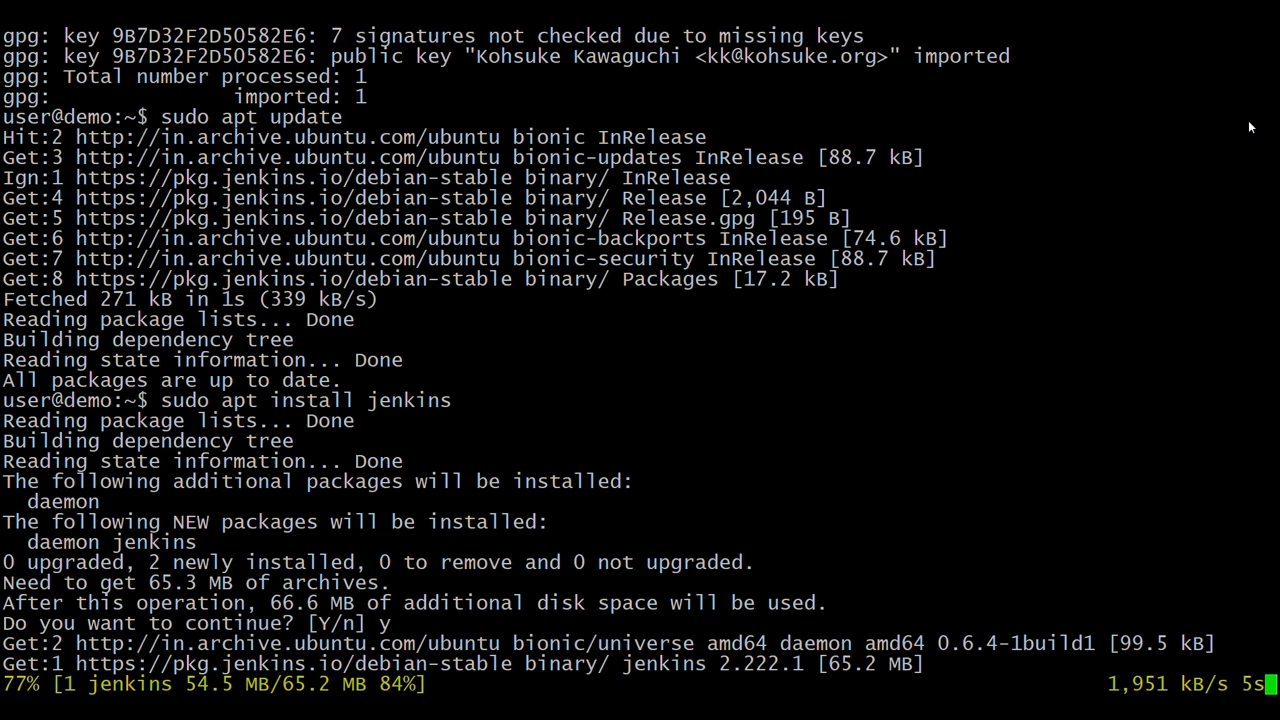 gpg: key 9B7D32F2D50582E6: 7 signatures not checked due to missing keys
gpg: key 9B7D32F2D50582E6: public key "Kohsuke Kawaguchi <kk@kohsuke.org>" imported
gpg: Total number processed: 1
gpg:               imported: 1
user@demo:~$ sudo apt update
Hit:2 http://in.archive.ubuntu.com/ubuntu bionic InRelease
Get:3 http://in.archive.ubuntu.com/ubuntu bionic-updates InRelease [88.7 kB]
Ign:1 https://pkg.jenkins.io/debian-stable binary/ InRelease
Get:4 https://pkg.jenkins.io/debian-stable binary/ Release [2,044 B]
Get:5 https://pkg.jenkins.io/debian-stable binary/ Release.gpg [195 B]
Get:6 http://in.archive.ubuntu.com/ubuntu bionic-backports InRelease [74.6 kB]
Get:7 http://in.archive.ubuntu.com/ubuntu bionic-security InRelease [88.7 kB]
Get:8 https://pkg.jenkins.io/debian-stable binary/ Packages [17.2 kB]
Fetched 271 kB in 1s (339 kB/s)
Reading package lists... Done
Building dependency tree
Reading state information... Done
All packages are up to date.
user@demo:~$ sudo apt install jenkins
Reading package lists... Done
Building dependency tree
Reading state information... Done
The following additional packages will be installed:
  daemon
The following NEW packages will be installed:
  daemon jenkins
0 upgraded, 2 newly installed, 0 to remove and 0 not upgraded.
Need to get 65.3 MB of archives.
After this operation, 66.6 MB of additional disk space will be used.
Do you want to continue? [Y/n] y
Get:2 http://in.archive.ubuntu.com/ubuntu bionic/universe amd64 daemon amd64 0.6.4-1build1 [99.5 kB]
Get:1 https://pkg.jenkins.io/debian-stable binary/ jenkins 2.222.1 [65.2 MB]
77% [1 jenkins 54.5 MB/65.2 MB 84%] 1,951 kB/s 5s